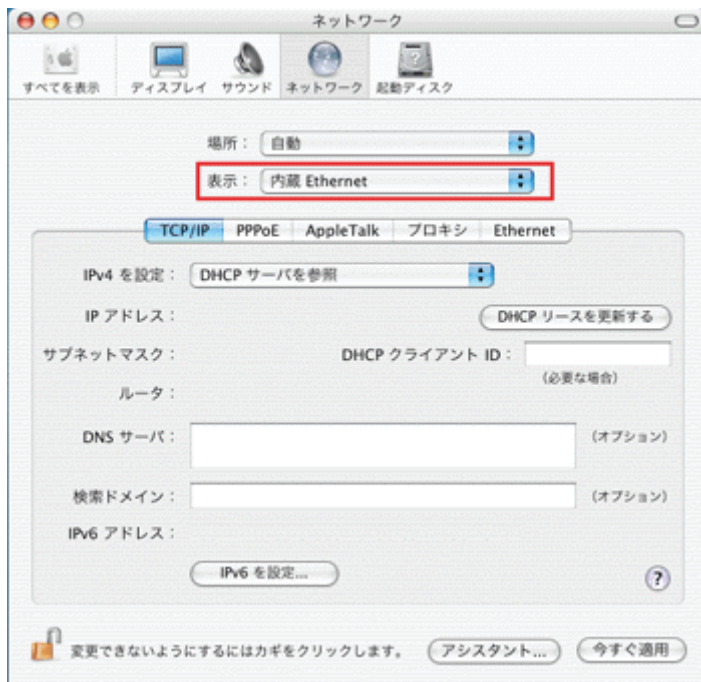 ネットワーク
すべてを表示 ディスプレイ サウンド ネットワーク 起動ディスク
場所： 自動
表示： 内蔵 Ethernet
TCP/IP PPPoE AppleTalk プロキシ Ethernet
IPv4 を設定： DHCP サーバを参照
IP アドレス： DHCP リースを更新する
サブネットマスク： DHCP クライアント ID：
(必要な場合)
ルータ：
DNS サーバ： (オプション)
検索ドメイン： (オプション)
IPv6 アドレス：
IPv6 を設定... ?
変更できないようにするにはカギをクリックします。 アシスタント... 今すぐ適用